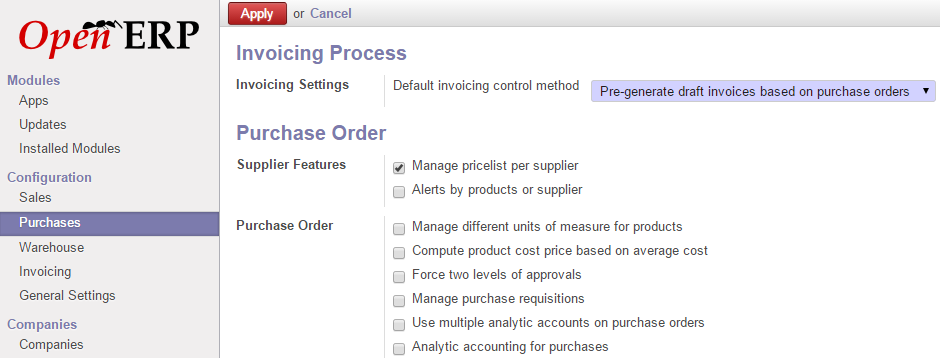 Open ERP
Modules
Apps
Updates
Installed Modules
Configuration
Sales
Purchases
Warehouse
Invoicing
General Settings
Companies
Companies
Apply or Cancel
Invoicing Process
Invoicing Settings Default invoicing control method Pre-generate draft invoices based on purchase orders
Purchase Order
Supplier Features Manage pricelist per supplier
Alerts by products or supplier
Purchase Order Manage different units of measure for products
Compute product cost price based on average cost
Force two levels of approvals
Manage purchase requisitions
Use multiple analytic accounts on purchase orders
Analytic accounting for purchases